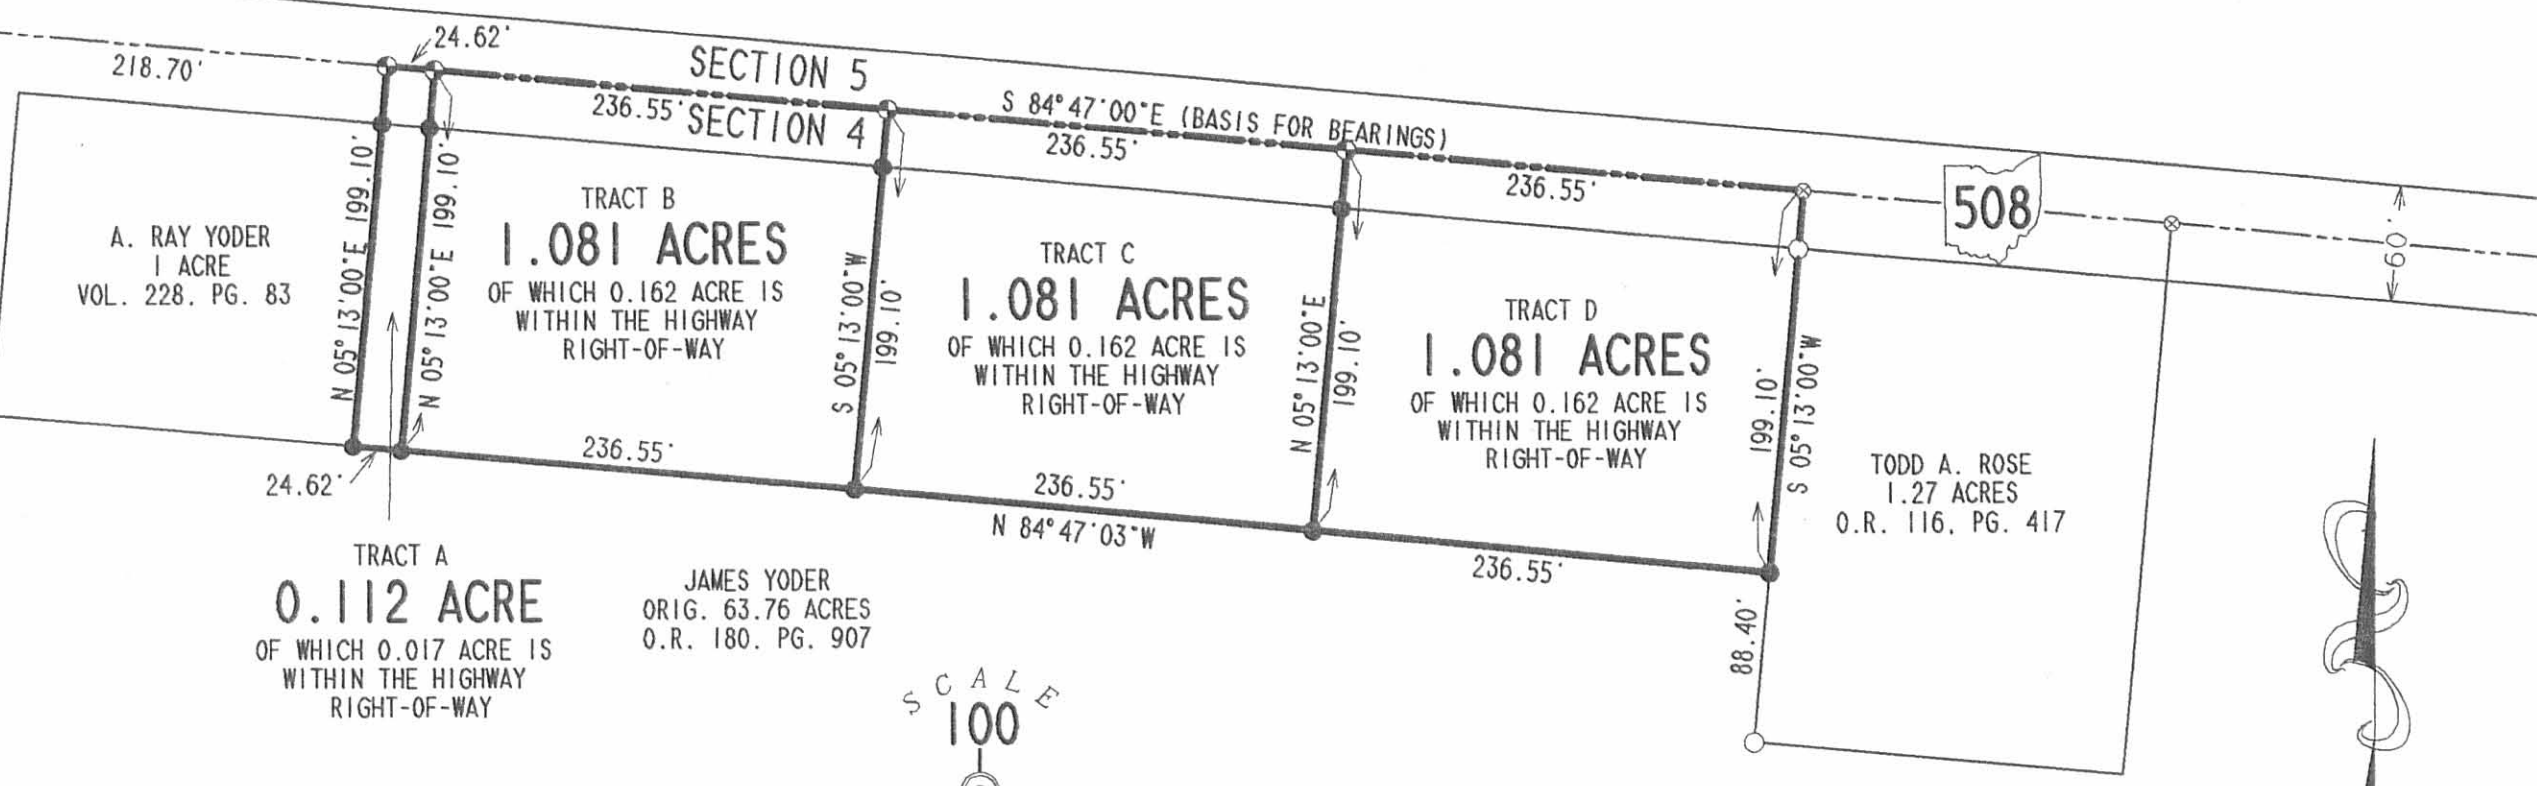 24.62'
218.70'
SECTION 5
236.55'
SECTION 4
S 84°47'00"E (BASIS FOR BEARINGS)
236.55'
236.55'
508
60'
A. RAY YODER
1 ACRE
VOL. 228, PG. 83
N 05°13'00"E 199.10'
N 05°13'00"E 199.10'
TRACT B
1.081 ACRES
OF WHICH 0.162 ACRE IS
WITHIN THE HIGHWAY
RIGHT-OF-WAY
S 05°13'00"W
199.10'
TRACT C
1.081 ACRES
OF WHICH 0.162 ACRE IS
WITHIN THE HIGHWAY
RIGHT-OF-WAY
N 05°13'00"E
199.10'
TRACT D
1.081 ACRES
OF WHICH 0.162 ACRE IS
WITHIN THE HIGHWAY
RIGHT-OF-WAY
199.10'
S 05°13'00"W
TODD A. ROSE
1.27 ACRES
O.R. 116, PG. 417
24.62'
236.55'
236.55'
N 84°47'03"W
236.55'
88.40'
TRACT A
0.112 ACRE
OF WHICH 0.017 ACRE IS
WITHIN THE HIGHWAY
RIGHT-OF-WAY
JAMES YODER
ORIG. 63.76 ACRES
O.R. 180, PG. 907
SCALE
100